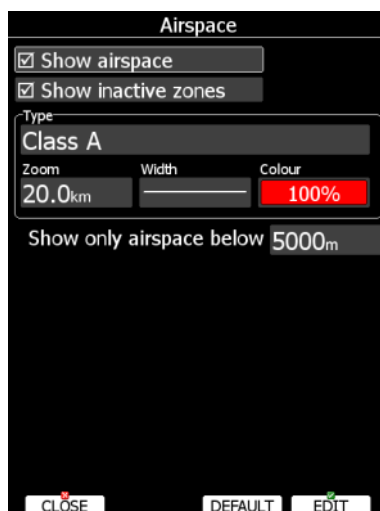 Airspace
Show airspace
Show inactive zones
Type
Class A
Zoom Width Colour
20.0km 100%
Show only airspace below 5000m
CLOSE DEFAULT EDIT